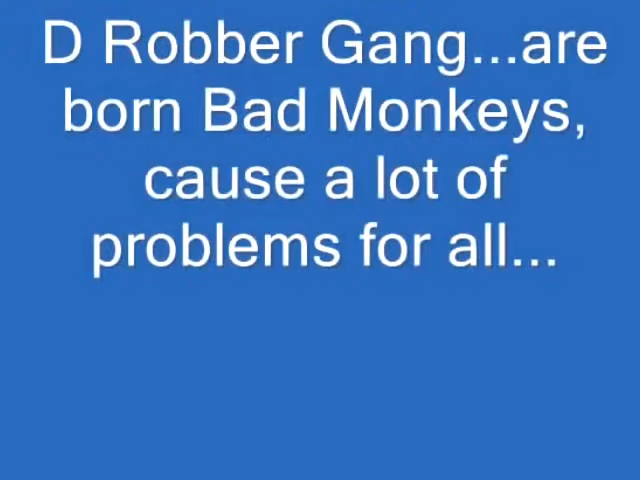 D Robber Gang...are
born Bad Monkeys,
cause a lot of
problems for all...